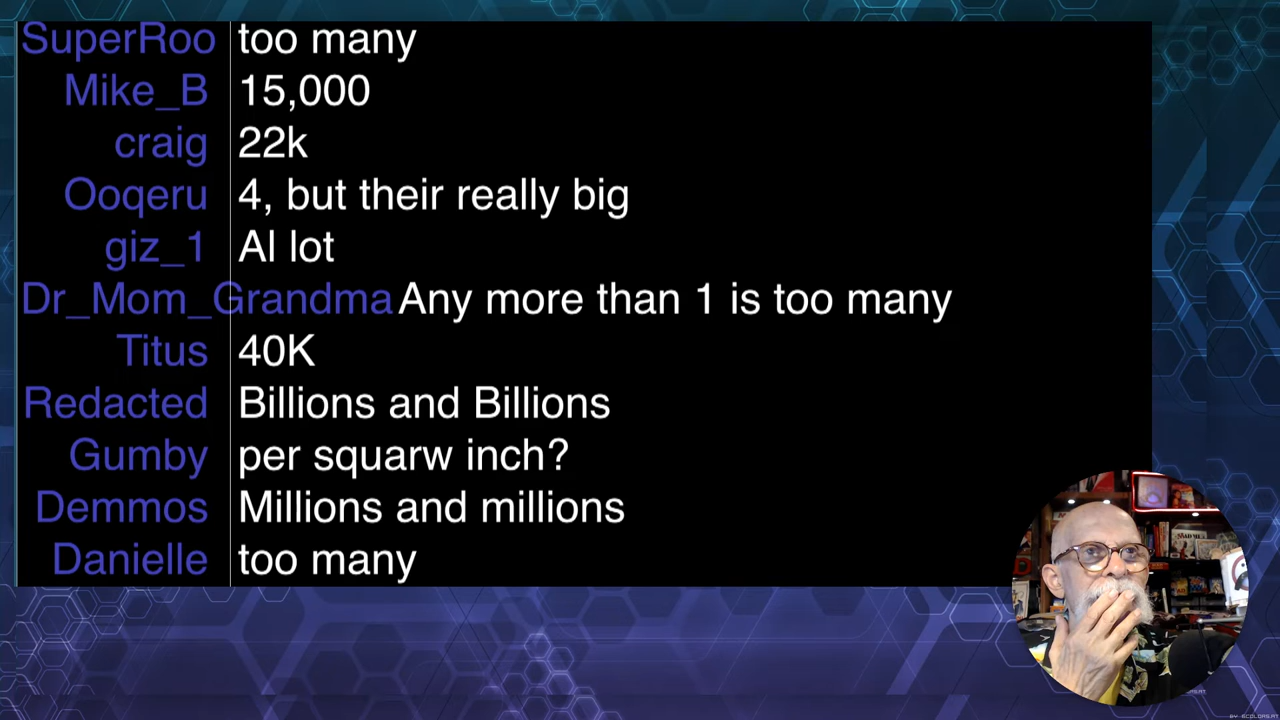 SuperRoo too many
Mike_B 15,000
craig 22k
Ooqeru 4, but their really big
giz_1 AI lot
Dr_Mom_Grandma Any more than 1 is too many
Titus 40K
Redacted Billions and Billions
Gumby per squarw inch?
Demmos Millions and millions
Danielle too many